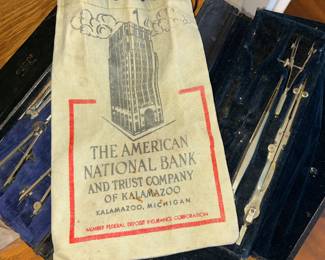 THE AMERICAN
NATIONAL BANK
AND TRUST COMPANY
OF KALAMAZOO
KALAMAZOO, MICHIGAN
MEMBER FEDERAL DEPOSIT INSURANCE CORPORATION